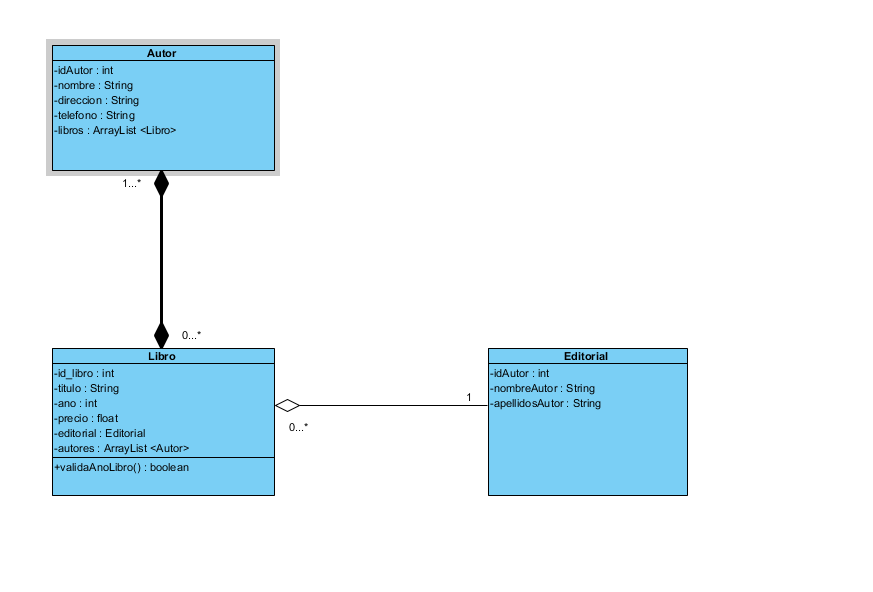 Autor
-idAutor : int
-nombre : String
-direccion : String
-telefono : String
-libros : ArrayList <Libro>
1...*
0...*
Libro
-id_libro : int
-titulo : String
-ano : int
-precio : float
-editorial : Editorial
-autores : ArrayList <Autor>
+validaAnoLibro() : boolean
0...*
1
Editorial
-idAutor : int
-nombreAutor : String
-apellidosAutor : String